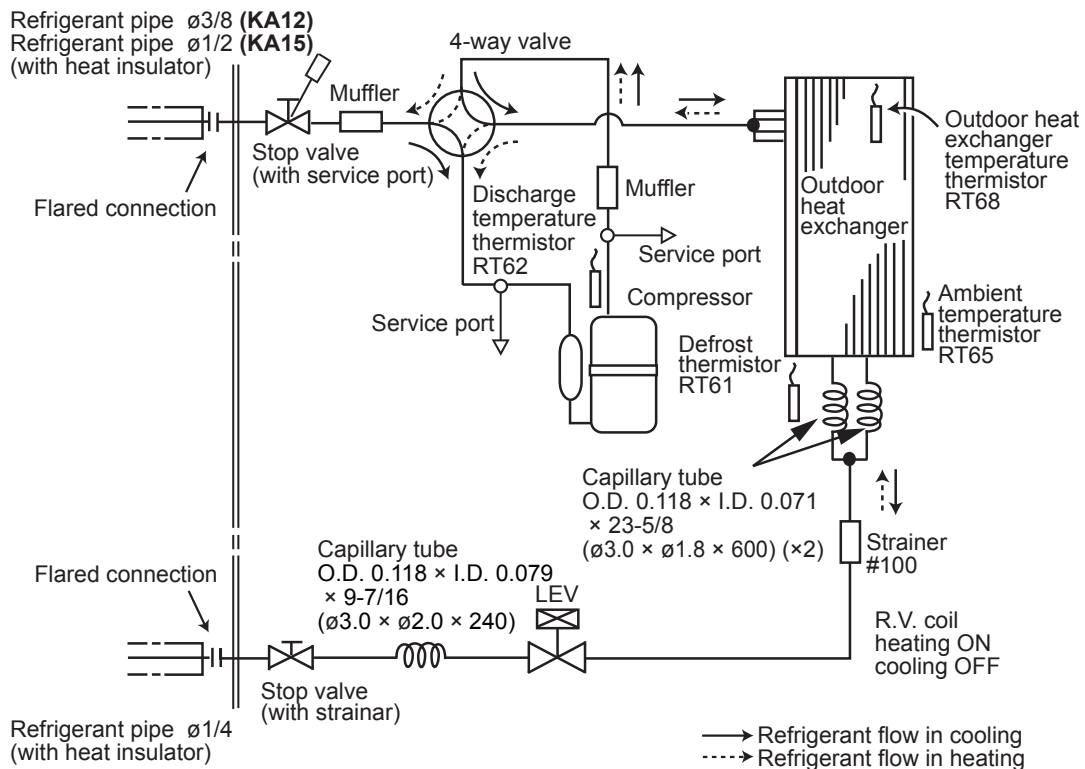 Refrigerant pipe ø3/8 (KA12)
Refrigerant pipe ø1/2 (KA15)
(with heat insulator)
4-way valve
Muffler
Stop valve
(with service port)
Flared connection
Discharge
temperature
thermistor
RT62
Muffler
Service port
Service port
Compressor
Outdoor
heat
exchanger
Outdoor heat
exchanger
temperature
thermistor
RT68
Ambient
temperature
thermistor
RT65
Defrost
thermistor
RT61
Capillary tube
O.D. 0.118 × I.D. 0.071
× 23-5/8
(ø3.0 × ø1.8 × 600) (×2)
Strainer
#100
Flared connection
Capillary tube
O.D. 0.118 × I.D. 0.079
× 9-7/16
(ø3.0 × ø2.0 × 240)
LEV
R.V. coil
heating ON
cooling OFF
Stop valve
(with strainar)
Refrigerant pipe ø1/4
(with heat insulator)
Refrigerant flow in cooling
Refrigerant flow in heating